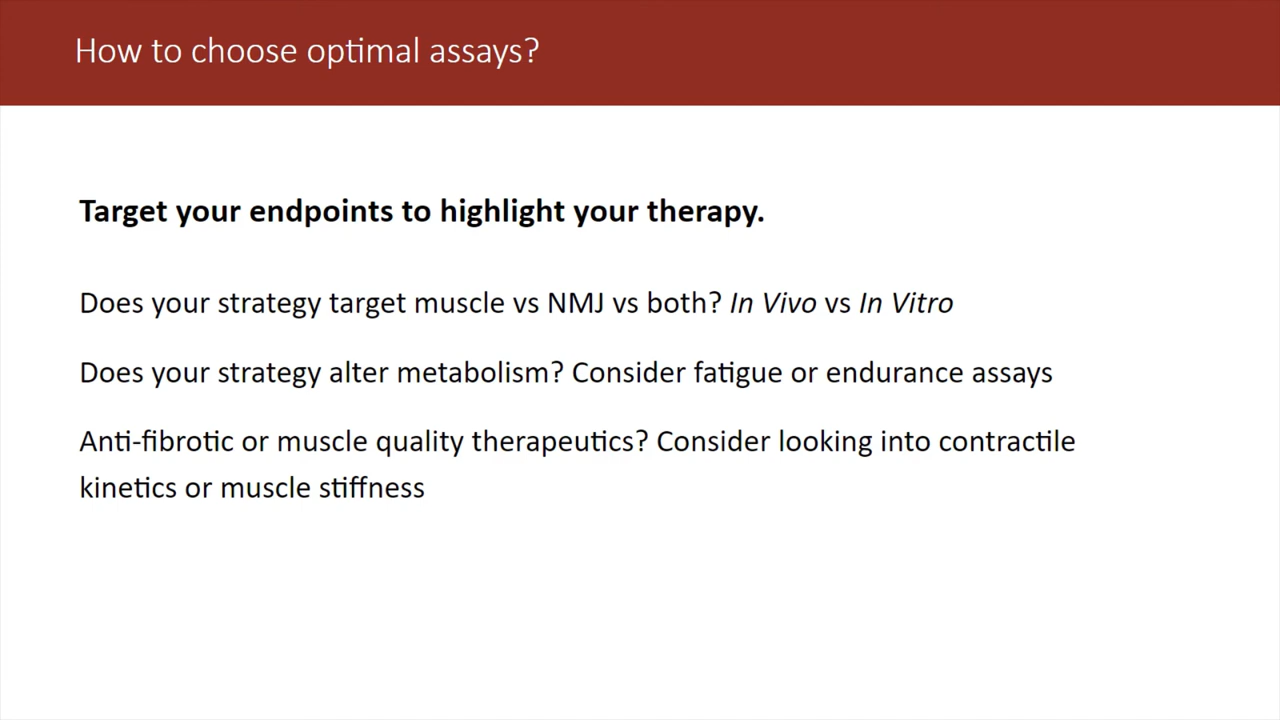 How to choose optimal assays?
Target your endpoints to highlight your therapy.
Does your strategy target muscle vs NMJ vs both? In Vivo vs In Vitro
Does your strategy alter metabolism? Consider fatigue or endurance assays
Anti-fibrotic or muscle quality therapeutics? Consider looking into contractile
kinetics or muscle stiffness